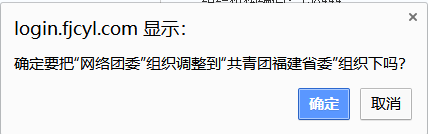 login.fjcyl.com 显示：
确定要把“网络团委”组织调整到“共青团福建省委”组织下吗？
确定
取消